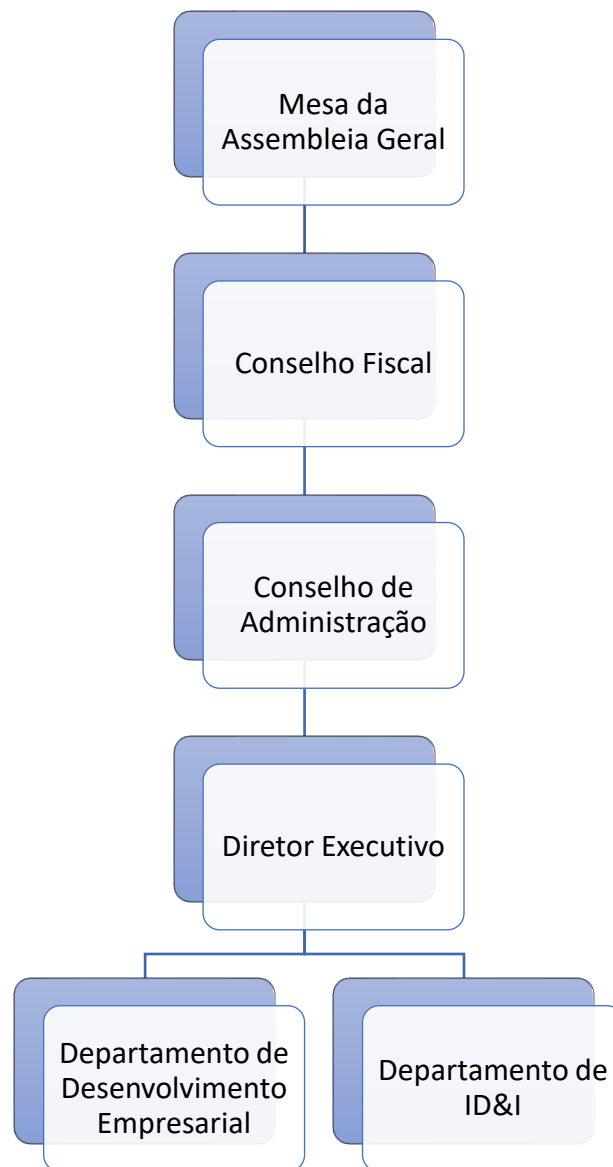 Mesa da
Assembleia Geral
Conselho Fiscal
Conselho de
Administração
Diretor Executivo
Departamento de
Desenvolvimento
Empresarial
Departamento de
ID&I